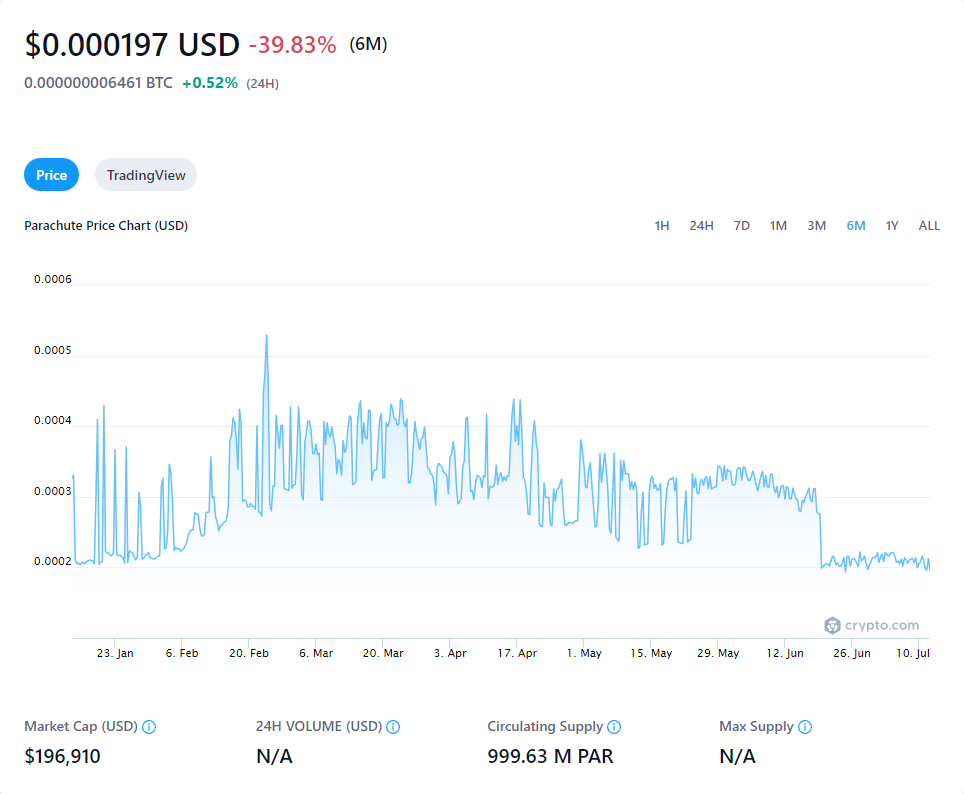 $0.000197 USD -39.83% (6M)
0.000000006461 BTC +0.52% (24H)
Price TradingView
Parachute Price Chart (USD) 1H 24H 7D 1M 3M 6M 1Y ALL
0.0006
0.0005
0.0004
0.0003
0.0002
crypto.com
23. Jan 6. Feb 20. Feb 6. Mar 20. Mar 3. Apr 17. Apr 1. May 15. May 29. May 12. Jun 26. Jun 10. Jul
Market Cap (USD) 24H VOLUME (USD) Circulating Supply Max Supply
$196,910 N/A 999.63 M PAR N/A